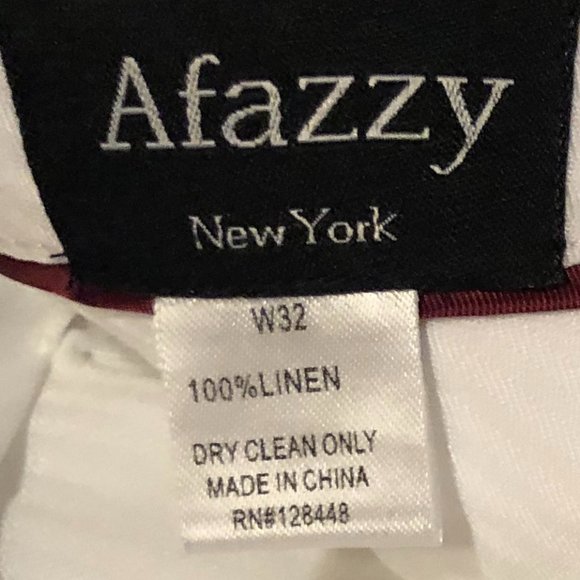 Afazzy
New York
W32
100%LINEN
DRY CLEAN ONLY
MADE IN CHINA
RN#128448